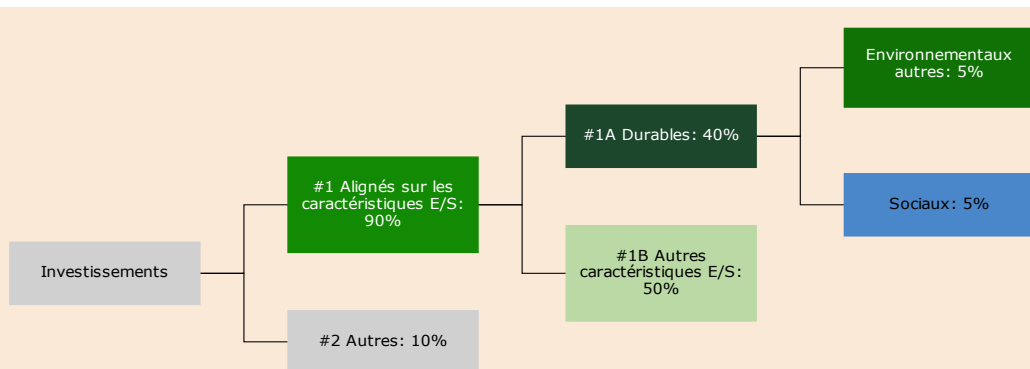 Environnementaux
autres: 5%
#1A Durables: 40%
#1 Alignés sur les
caractéristiques E/S:
90%
Sociaux: 5%
#1B Autres
caractéristiques E/S:
50%
Investissements
#2 Autres: 10%